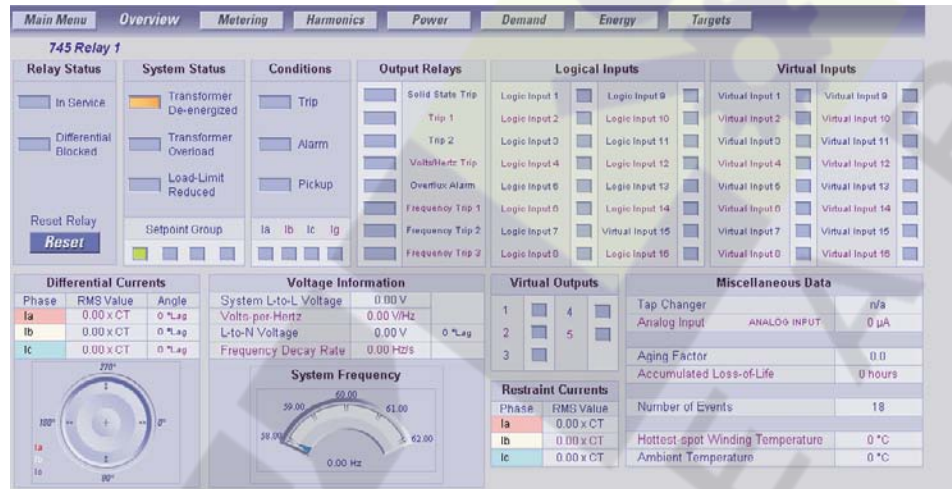 Main Menu Overview Metering Harmonics Power Demand Energy Targets
745 Relay 1
Relay Status
In Service
Differential Blocked
Reset Relay
Reset
System Status
Transformer De-energized
Transformer Overload
Load-Limit Reduced
Setpoint Group
Conditions
Trip
Alarm
Pickup
Ia Ib Ic Ig
Output Relays
Solid State Trip
Trip 1
Trip 2
Volts/Hertz Trip
Overflux Alarm
Frequency Trip 1
Frequency Trip 2
Frequency Trip 3
Logical Inputs
Logic Input 1 Logic Input 9
Logic Input 2 Logic Input 10
Logic Input 3 Logic Input 11
Logic Input 4 Logic Input 12
Logic Input 5 Logic Input 13
Logic Input 6 Logic Input 14
Logic Input 7 Virtual Input 15
Logic Input 8 Logic Input 16
Virtual Inputs
Virtual Input 1 Virtual Input 9
Virtual Input 2 Virtual Input 10
Virtual Input 3 Virtual Input 11
Virtual Input 4 Virtual Input 12
Virtual Input 5 Virtual Input 13
Virtual Input 6 Virtual Input 14
Virtual Input 7 Virtual Input 15
Virtual Input 8 Virtual Input 16
Differential Currents
Phase RMS Value Angle
Ia 0.00 x CT 0 °Lag
Ib 0.00 x CT 0 °Lag
Ic 0.00 x CT 0 °Lag
270°
180° 0°
Ia
Ib
Ic
90°
Voltage Information
System L-to-L Voltage 0.00 V
Volts-per-Hertz 0.00 V/Hz
L-to-N Voltage 0.00 V 0 °Lag
Frequency Decay Rate 0.00 Hz/s
System Frequency
58.00 59.00 60.00 61.00 62.00
0.00 Hz
Virtual Outputs
1 4
2 5
3
Restraint Currents
Phase RMS Value
Ia 0.00 x CT
Ib 0.00 x CT
Ic 0.00 x CT
Miscellaneous Data
Tap Changer n/a
Analog Input ANALOG INPUT 0 µA
Aging Factor 0.0
Accumulated Loss-of-Life 0 hours
Number of Events 18
Hottest-spot Winding Temperature 0 °C
Ambient Temperature 0 °C